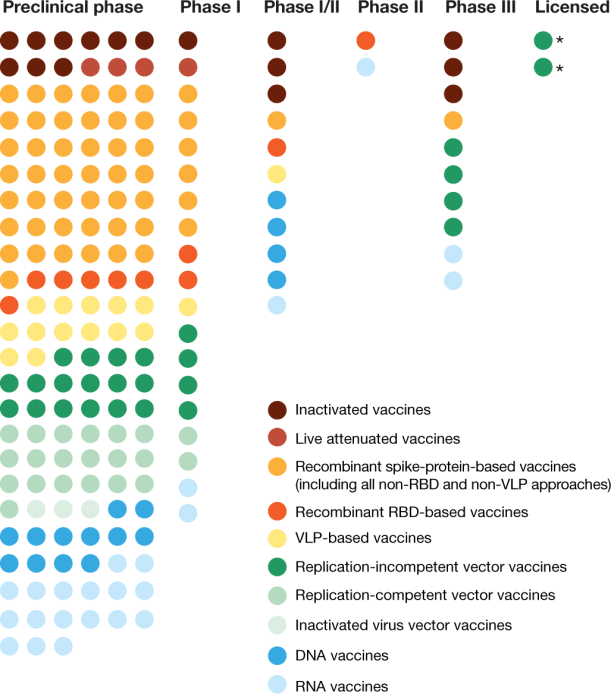 Preclinical phase Phase I Phase I/II Phase II Phase III Licensed
*
*
Inactivated vaccines
Live attenuated vaccines
Recombinant spike-protein-based vaccines
(including all non-RBD and non-VLP approaches)
Recombinant RBD-based vaccines
VLP-based vaccines
Replication-incompetent vector vaccines
Replication-competent vector vaccines
Inactivated virus vector vaccines
DNA vaccines
RNA vaccines